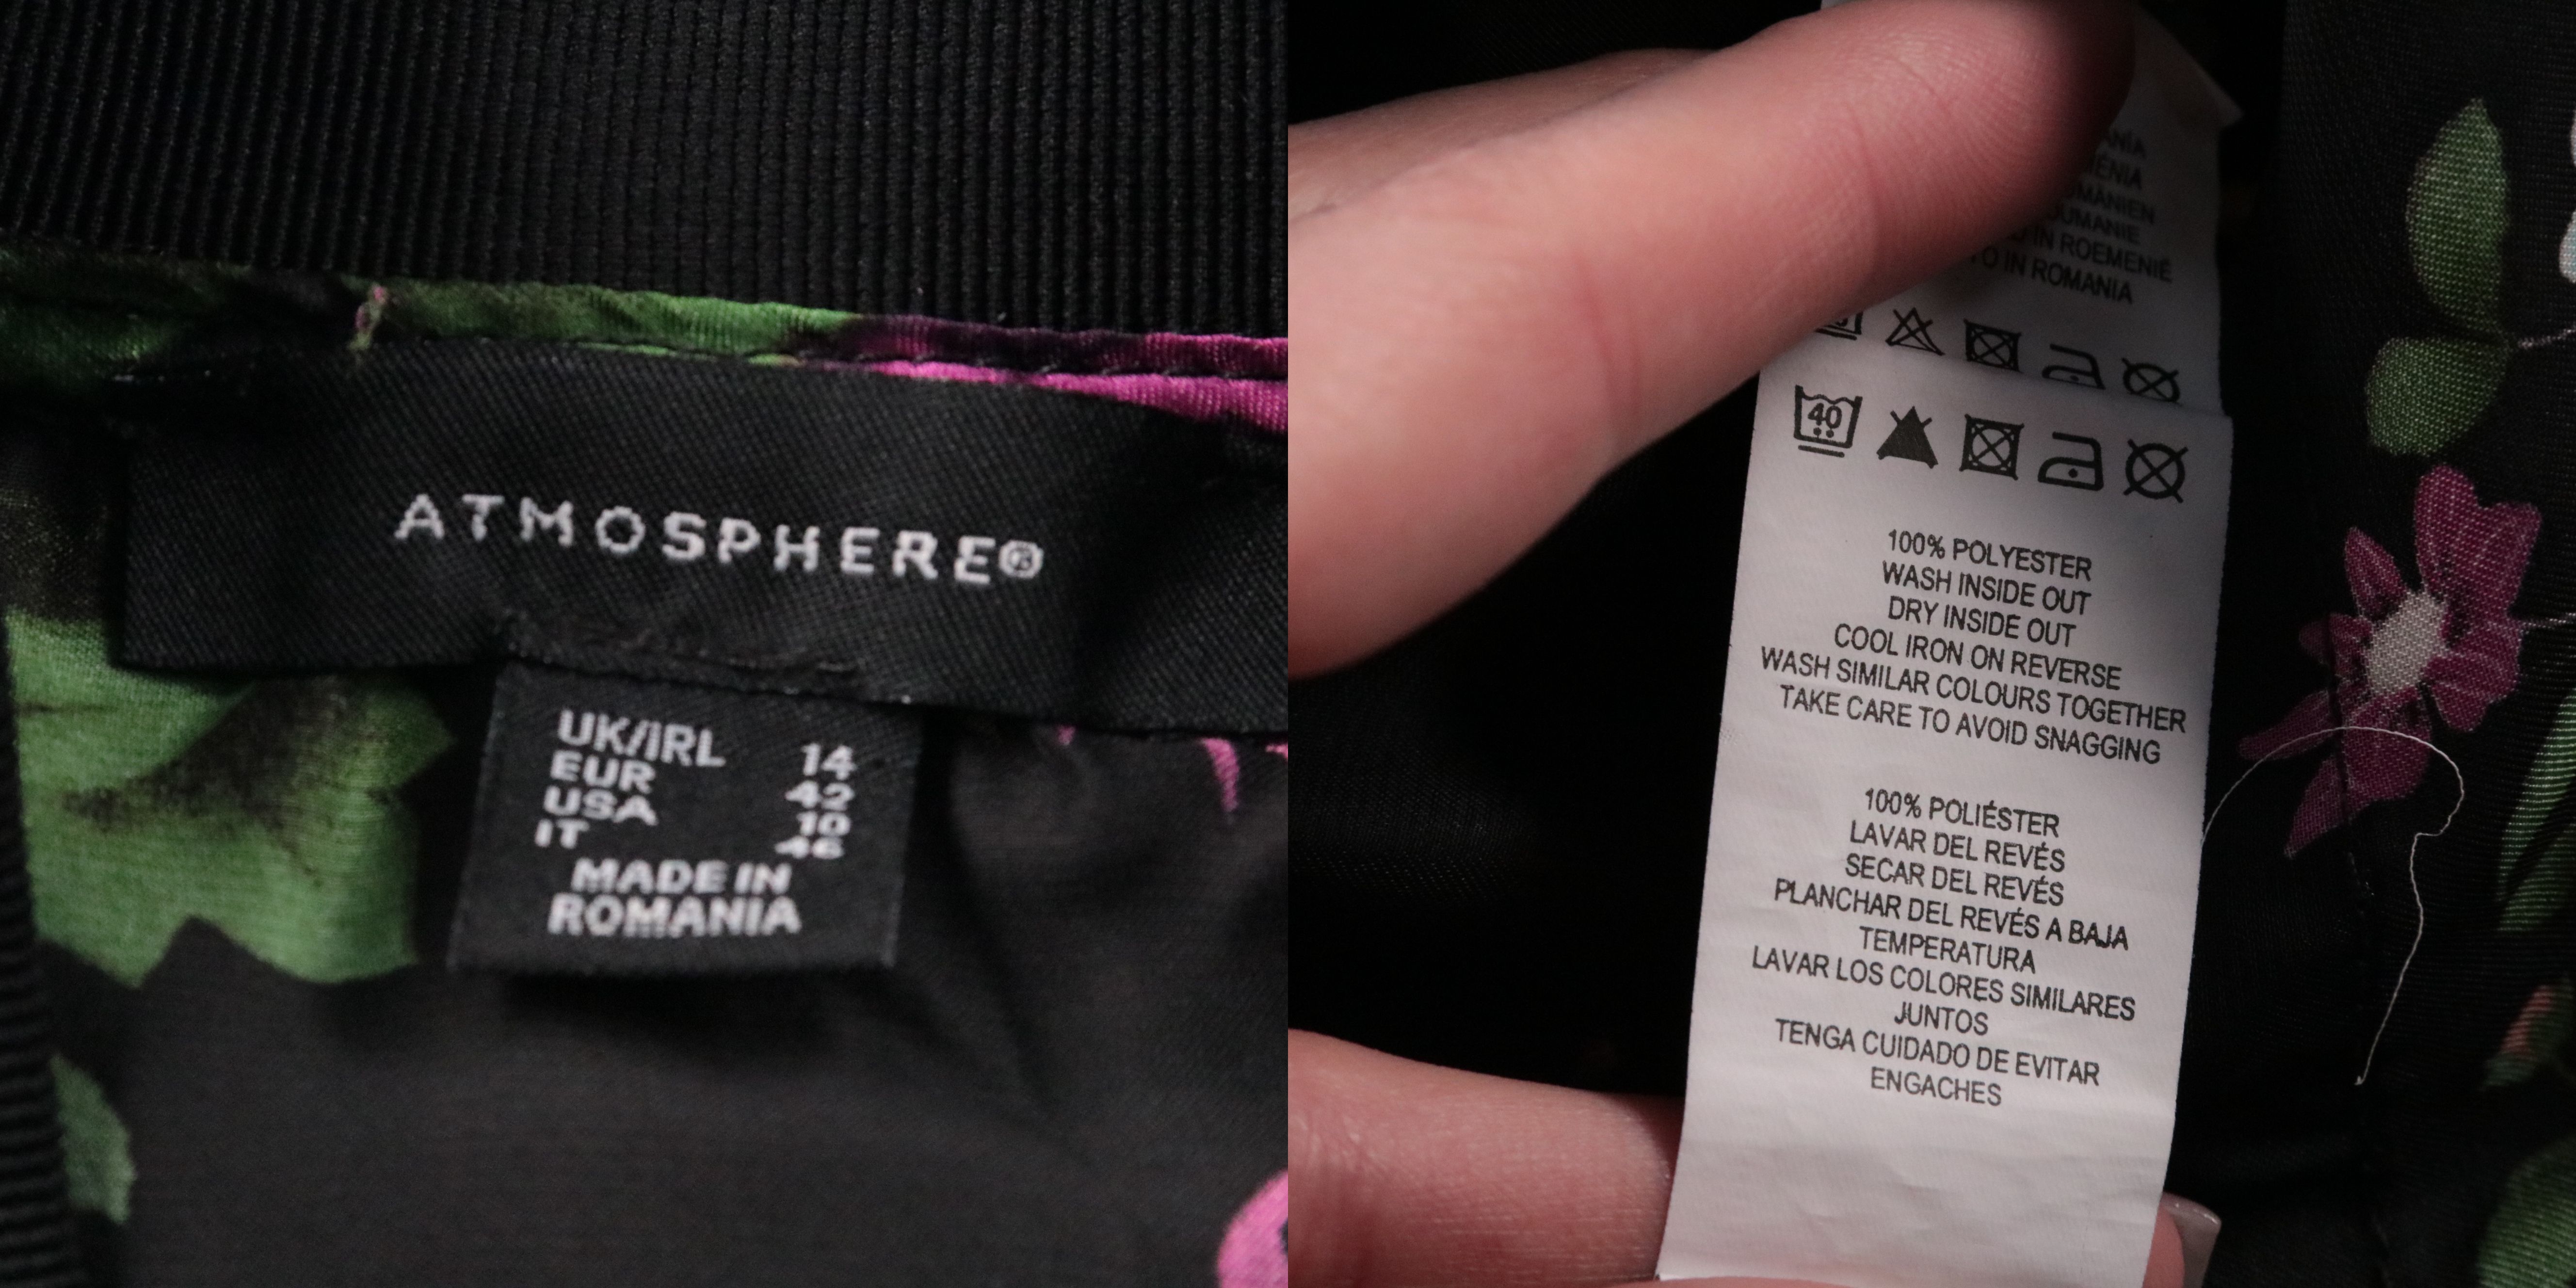 ATMOSPHERE®
UK/IRL 14
EUR 42
USA 10
IT 46
MADE IN
ROMANIA
IN ROEMENIË
IN ROMANIA
40
100% POLYESTER
WASH INSIDE OUT
DRY INSIDE OUT
COOL IRON ON REVERSE
WASH SIMILAR COLOURS TOGETHER
TAKE CARE TO AVOID SNAGGING
100% POLIÉSTER
LAVAR DEL REVÉS
SECAR DEL REVÉS
PLANCHAR DEL REVÉS A BAJA
TEMPERATURA
LAVAR LOS COLORES SIMILARES
JUNTOS
TENGA CUIDADO DE EVITAR
ENGACHES